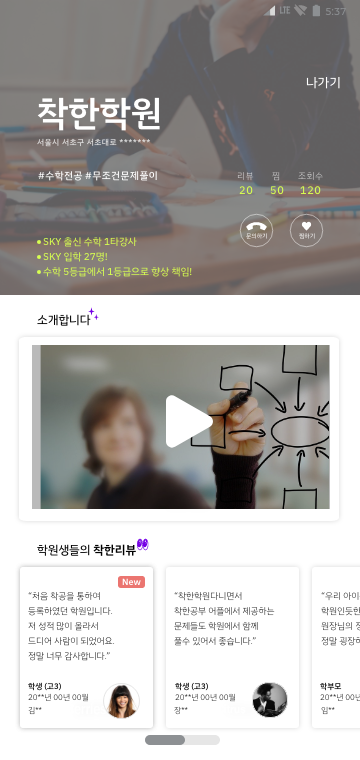 LTE 5:37
나가기
착한학원
서울시 서초구 서초대로 *******
#수학전공 #무조건문제풀이
리뷰 찜 조회수
20 50 120
문의하기 찜하기
SKY 출신 수학 1타강사
SKY 입학 27명!
수학 5등급에서 1등급으로 향상 책임!
소개합니다
학원생들의 착한리뷰
New
“처음 착공을 통하여
등록하였던 학원입니다.
저 성적 많이 올라서
드디어 사람이 되었어요.
정말 너무 감사합니다.”
학생 (고3)
20**년 00년 00월
김**
“착한학원다니면서
착한공부 어플에서 제공하는
문제들도 학원에서 함께
풀수 있어서 좋습니다.”
학생 (고3)
20**년 00년 00월
장**
“우리 아이
학원인듯한
원장님의 정
정말 굉장히
학부모
20**년 00년
임**